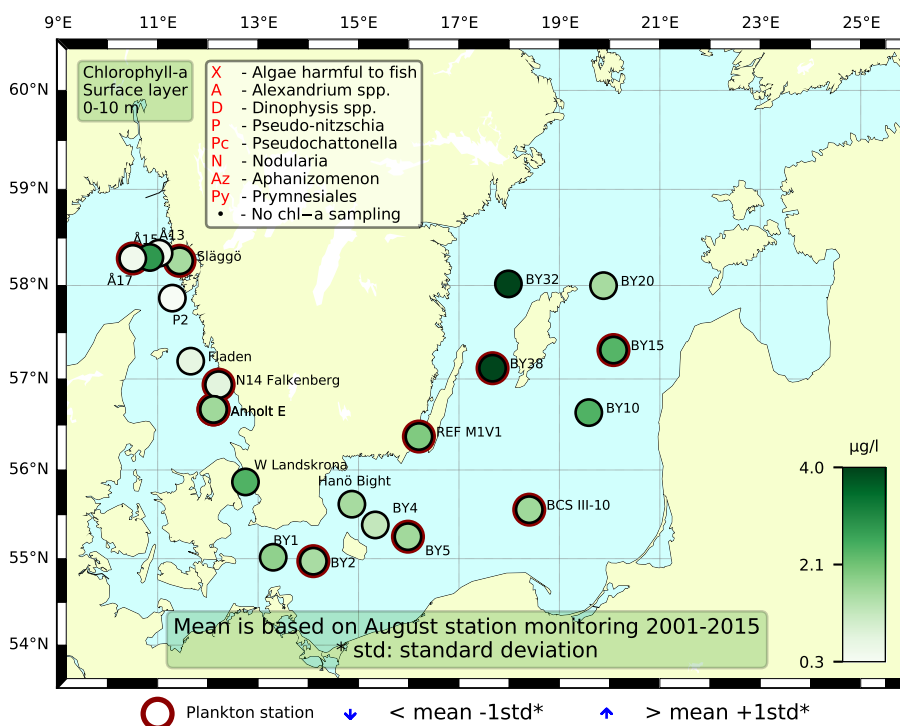 9°E 11°E 13°E 15°E 17°E 19°E 21°E 23°E 25°E
Chlorophyll-a
Surface layer
0-10 m
X - Algae harmful to fish
A - Alexandrium spp.
D - Dinophysis spp.
P - Pseudo-nitzschia
Pc - Pseudochattonella
N - Nodularia
Az - Aphanizomenon
Py - Prymnesiales
• - No chl−a sampling
60°N
59°N
58°N
57°N
56°N
55°N
54°N
Å13
Å15
Släggö
Å17
P2
Fladen
N14 Falkenberg
Anholt E
W Landskrona
Hanö Bight
BY4
BY1
BY2
BY5
REF M1V1
BY32
BY20
BY38
BY15
BY10
BCS III-10
µg/l
4.0
2.1
0.3
Mean is based on August station monitoring 2001-2015
* std: standard deviation
Plankton station < mean -1std* > mean +1std*